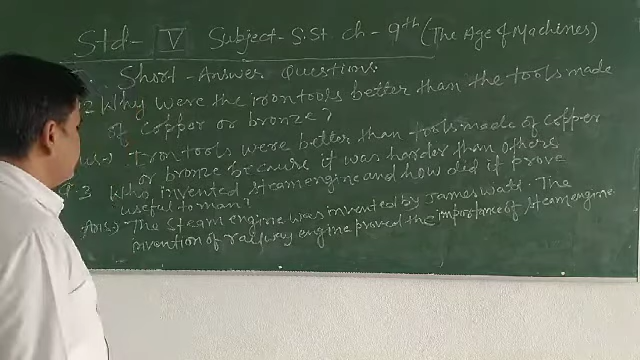 Std- V Subject- S.St. ch- 9th (The Age of Machines)
Short-Answer Questions
2 Why were the iron tools better than the tools made
of copper or bronze?
ns-) Iron tools were better than tools made of copper
or bronze because it was harder than others
Q.3 Who invented steam engine and how did it prove
useful to man?
Ans-) The Steam engine was invented by James Watt. The
invention of railway engine proved the importance of steam engine.